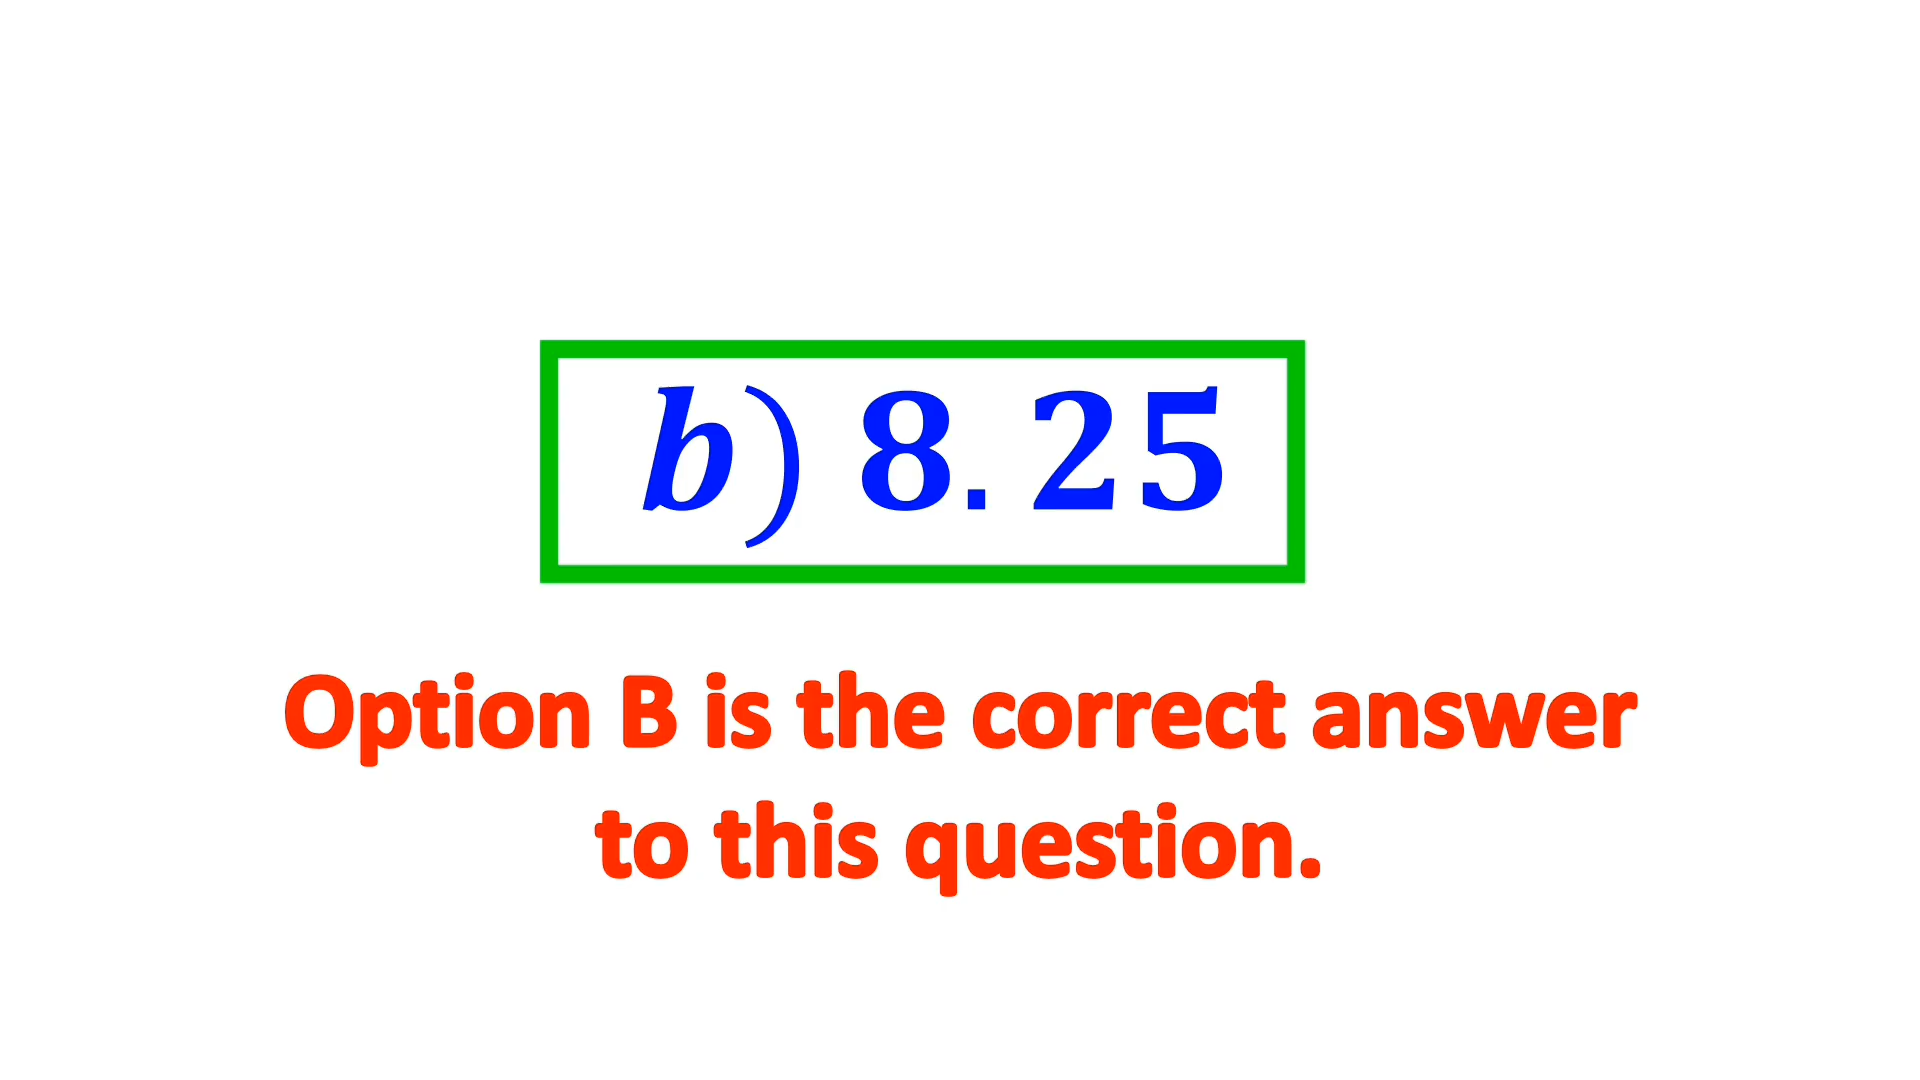 b) 8.25
Option B is the correct answer
to this question.